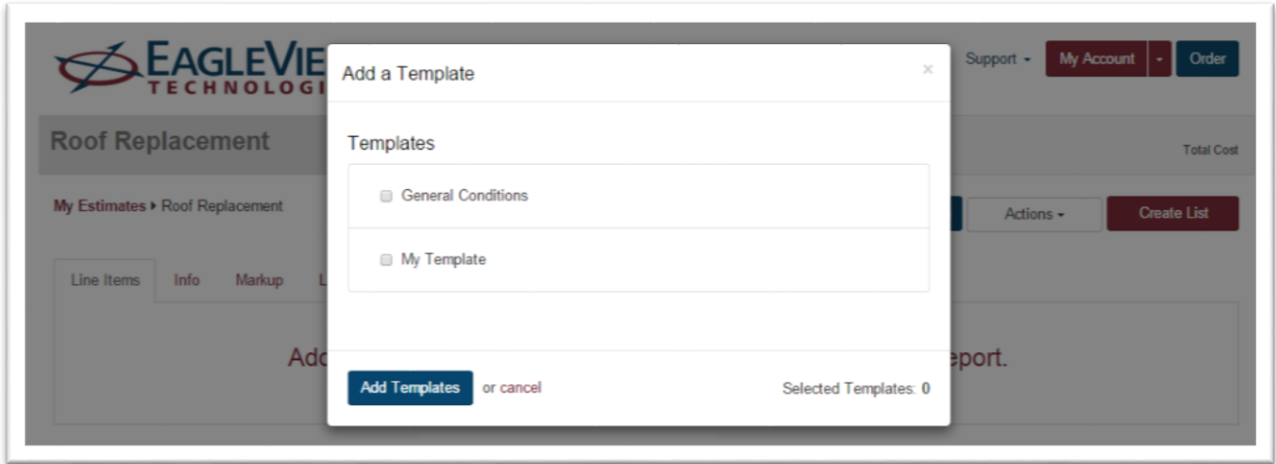 EAGLEVIE
TECHNOLOGI
Support
My Account
Order
Roof Replacement
Total Cost
My Estimates Roof Replacement
Actions
Create List
Line Items Info Markup L
Add a Template ×
Templates
General Conditions
My Template
Add Templates or cancel Selected Templates: 0
Add
eport.